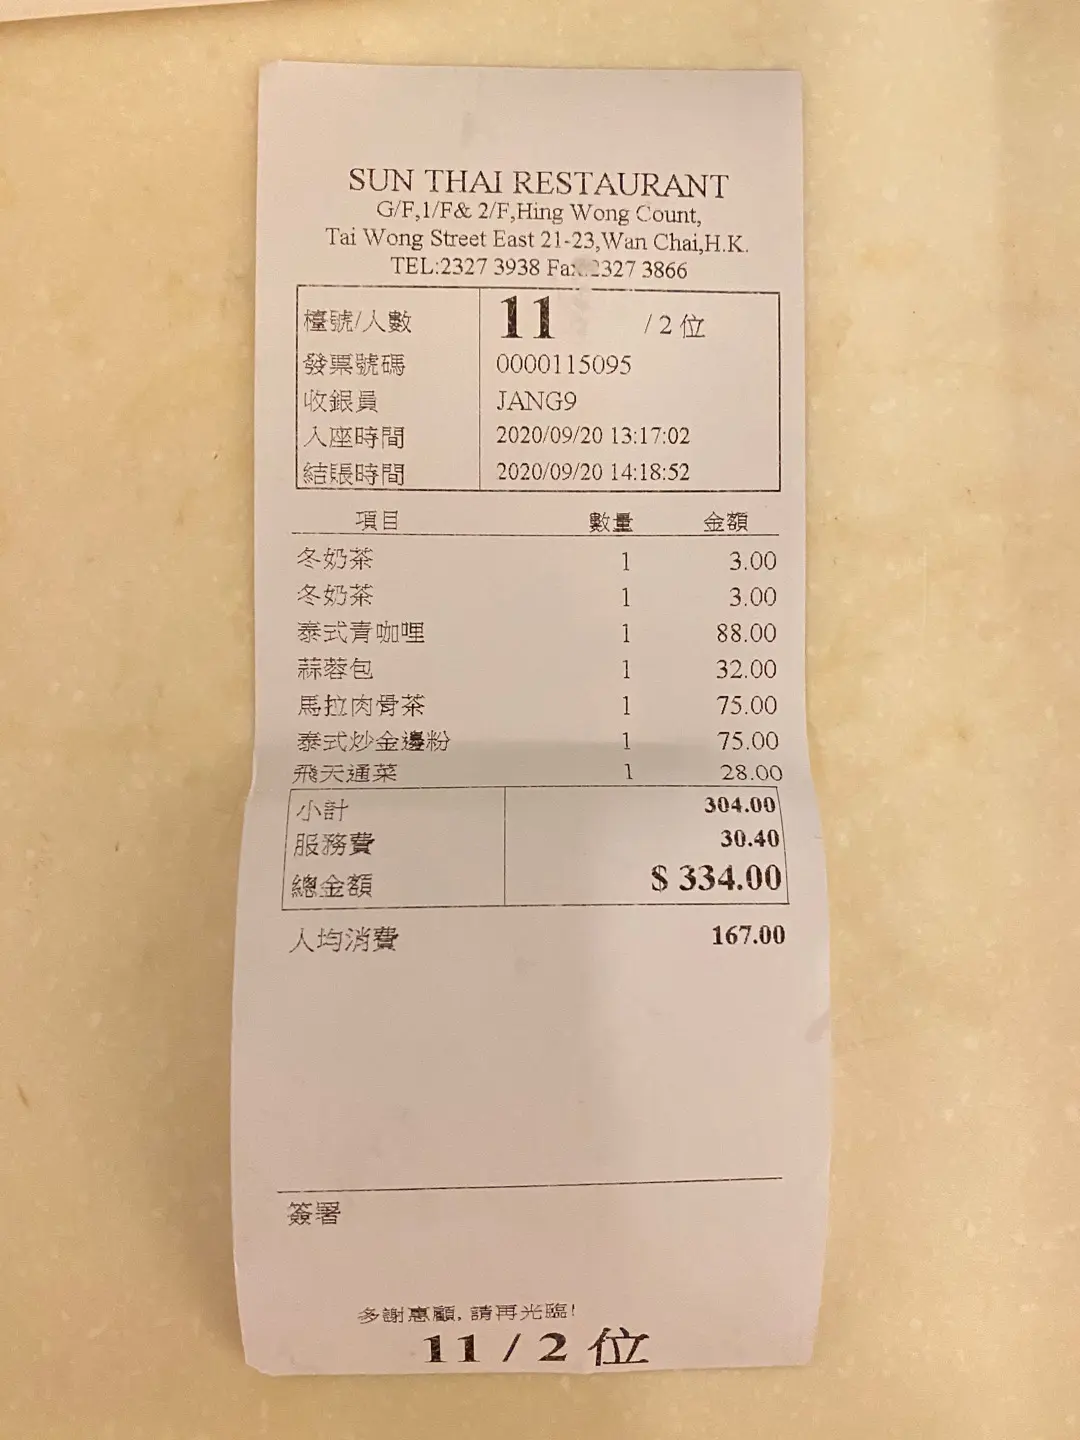 SUN THAI RESTAURANT
G/F,1/F& 2/F,Hing Wong Count,
Tai Wong Street East 21-23,Wan Chai,H.K.
TEL:2327 3938 Fax:2327 3866
檯號/人數 11 / 2 位
發票號碼 0000115095
收銀員 JANG9
入座時間 2020/09/20 13:17:02
結賬時間 2020/09/20 14:18:52
項目 數量 金額
冬奶茶 1 3.00
冬奶茶 1 3.00
泰式青咖哩 1 88.00
蒜蓉包 1 32.00
馬拉肉骨茶 1 75.00
泰式炒金邊粉 1 75.00
飛天通菜 1 28.00
小計 304.00
服務費 30.40
總金額 $ 334.00
人均消費 167.00
簽署
多謝惠顧, 請再光臨!
11 / 2 位